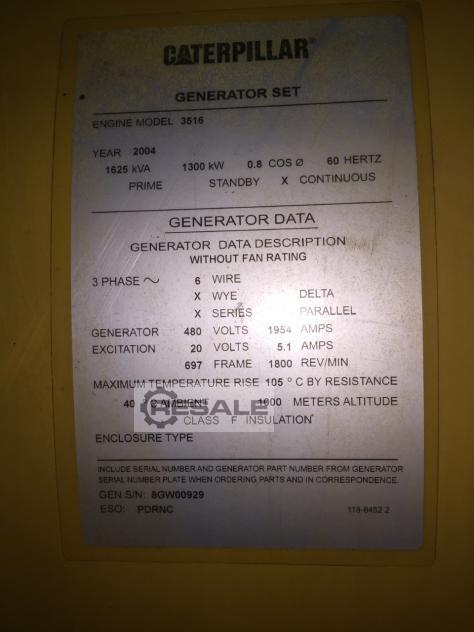 CATERPILLAR®
GENERATOR SET
ENGINE MODEL 3516
YEAR 2004
1625 kVA 1300 kW 0.8 COS Ø 60 HERTZ
PRIME STANDBY X CONTINUOUS
GENERATOR DATA
GENERATOR DATA DESCRIPTION
WITHOUT FAN RATING
3 PHASE ~ 6 WIRE
X WYE DELTA
X SERIES PARALLEL
GENERATOR 480 VOLTS 1954 AMPS
EXCITATION 20 VOLTS 5.1 AMPS
697 FRAME 1800 REV/MIN
MAXIMUM TEMPERATURE RISE 105 ° C BY RESISTANCE
40 °C AMBIENT 1000 METERS ALTITUDE
RESALE
CLASS F INSULATION
ENCLOSURE TYPE
INCLUDE SERIAL NUMBER AND GENERATOR PART NUMBER FROM GENERATOR
SERIAL NUMBER PLATE WHEN ORDERING PARTS AND IN CORRESPONDENCE.
GEN S/N: 8GW00929
ESO: PDRNC 118-8452 2